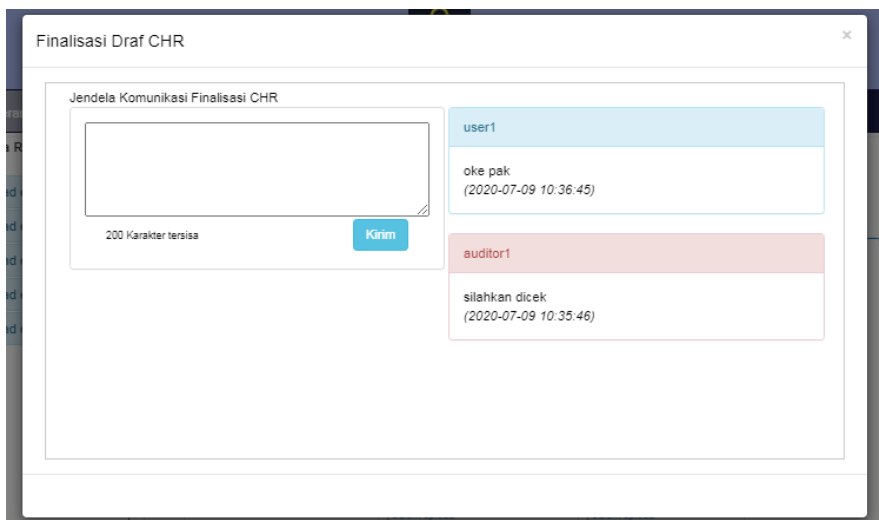 Finalisasi Draf CHR
×
Jendela Komunikasi Finalisasi CHR
200 Karakter tersisa
Kirim
user1
oke pak
(2020-07-09 10:36:45)
auditor1
silahkan dicek
(2020-07-09 10:35:46)